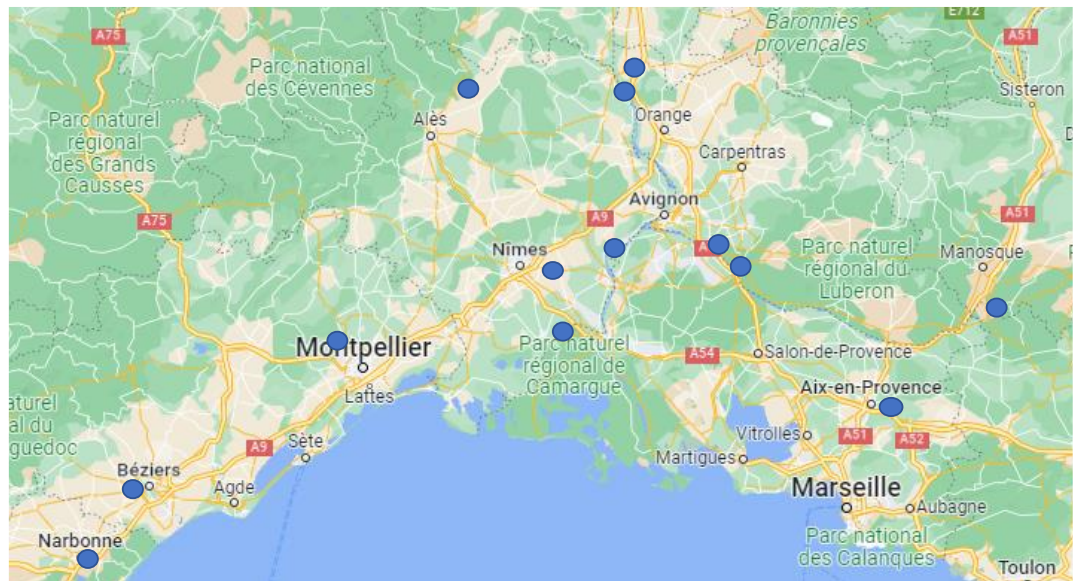 A75
E712
A51
Baronnies
provençales
Parc national
des Cévennes
Sisteron
Alès
Orange
Parc naturel
régional
des Grands
Causses
Carpentras
Avignon
A75
A9
A51
Nîmes
Parc naturel
régional du
Luberon
Manosque
Montpellier
Parc naturel
régional de
Camargue
A54
Salon-de-Provence
Lattes
Aix-en-Provence
aturel
al du
guedoc
A9
Sète
Vitrolles
A51
A52
Martigues
Béziers
Agde
Marseille
Aubagne
Narbonne
Parc national
des Calanques
Toulon